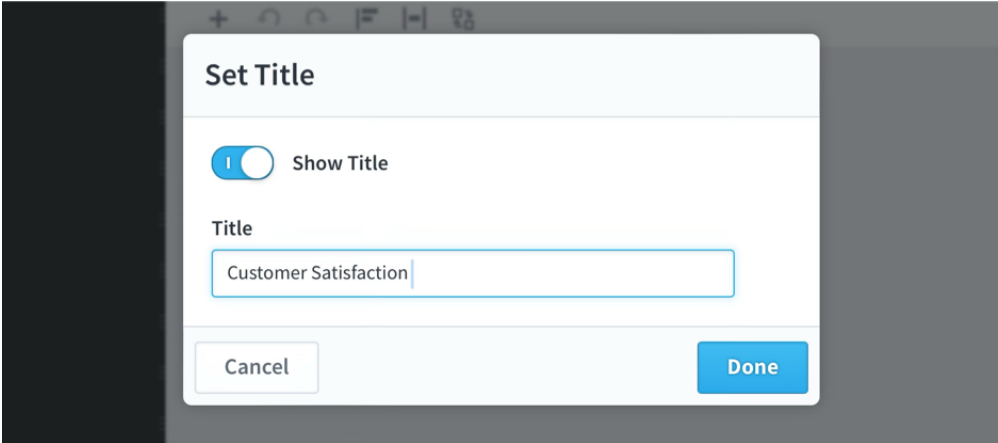 Set Title
Show Title
Title
Customer Satisfaction
Cancel
Done